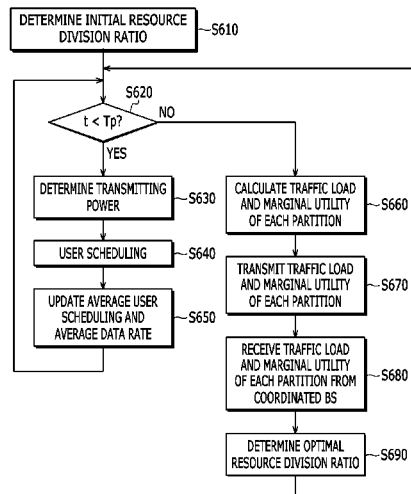 DETERMINE INITIAL RESOURCE
DIVISION RATIO
S610
S620
t < Tp?
NO
YES
DETERMINE TRANSMITTING
POWER
S630
USER SCHEDULING
S640
UPDATE AVERAGE USER
SCHEDULING AND
AVERAGE DATA RATE
S650
CALCULATE TRAFFIC LOAD
AND MARGINAL UTILITY
OF EACH PARTITION
S660
TRANSMIT TRAFFIC LOAD
AND MARGINAL UTILITY
OF EACH PARTITION
S670
RECEIVE TRAFFIC LOAD
AND MARGINAL UTILITY
OF EACH PARTITION FROM
COORDINATED BS
S680
DETERMINE OPTIMAL
RESOURCE DIVISION RATIO
S690